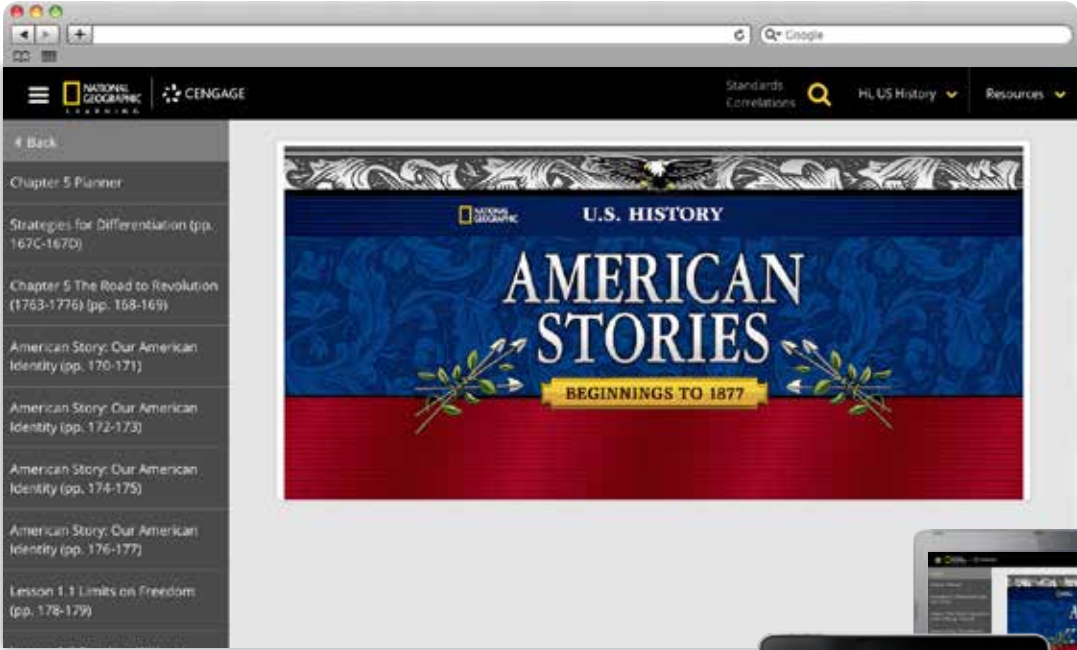 Google
NATIONAL
GEOGRAPHIC
LEARNING
CENGAGE
Standards
Correlations
Hi, US History
Resources
Back
Chapter 5 Planner
Strategies for Differentiation (pp.
167C-167D)
Chapter 5 The Road to Revolution
(1763-1776) (pp. 168-169)
American Story: Our American
Identity (pp. 170-171)
American Story: Our American
Identity (pp. 172-173)
American Story: Our American
Identity (pp. 174-175)
American Story: Our American
Identity (pp. 176-177)
Lesson 1.1 Limits on Freedom
(pp. 178-179)
NATIONAL
GEOGRAPHIC
U.S. HISTORY
AMERICAN
STORIES
BEGINNINGS TO 1877